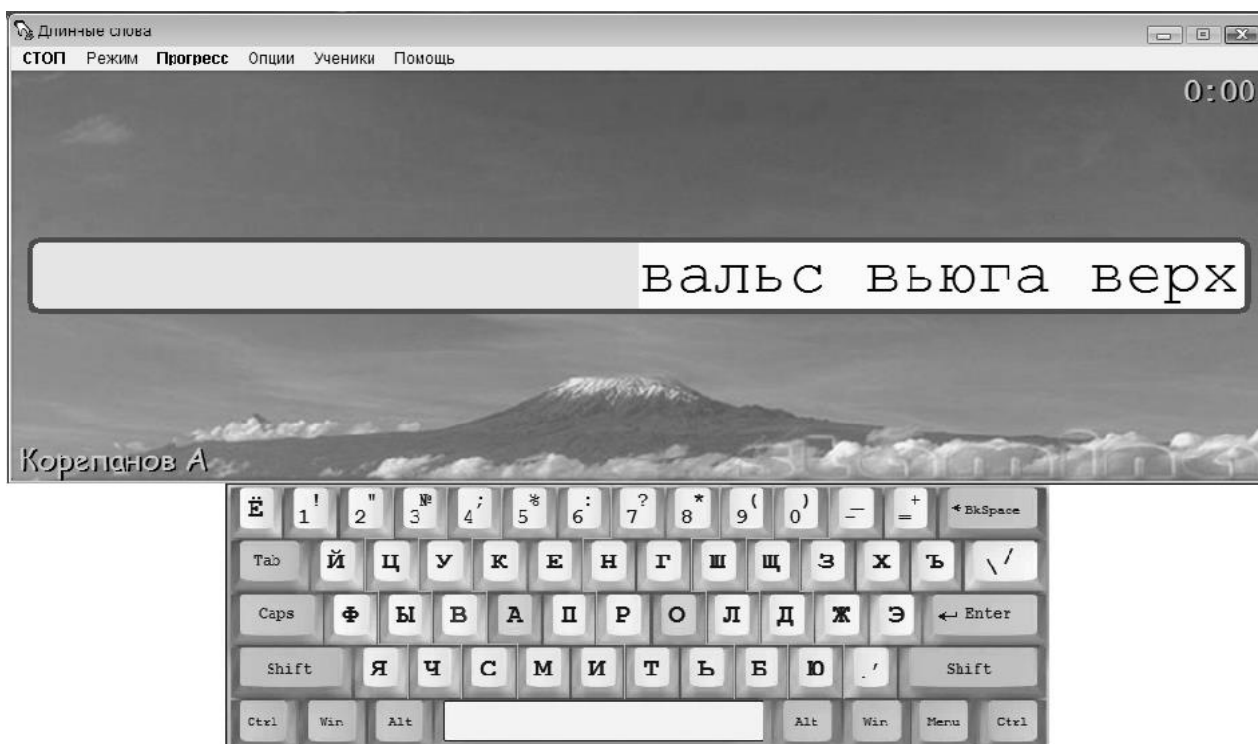 Длинные слова
СТОП Режим Прогресс Опции Ученики Помощь
0:00
вальс вьюга верх
Корепанов А
Ё 1 ! 2 " 3 № 4 ; 5 % 6 : 7 ? 8 * 9 ( 0 ) - _ = + BkSpace
Tab Й Ц У К Е Н Г Ш Щ З Х Ъ \ /
Caps Ф Ы В А П Р О Л Д Ж Э Enter
Shift Я Ч С М И Т Ь Б Ю . , Shift
Ctrl Win Alt Alt Win Menu Ctrl